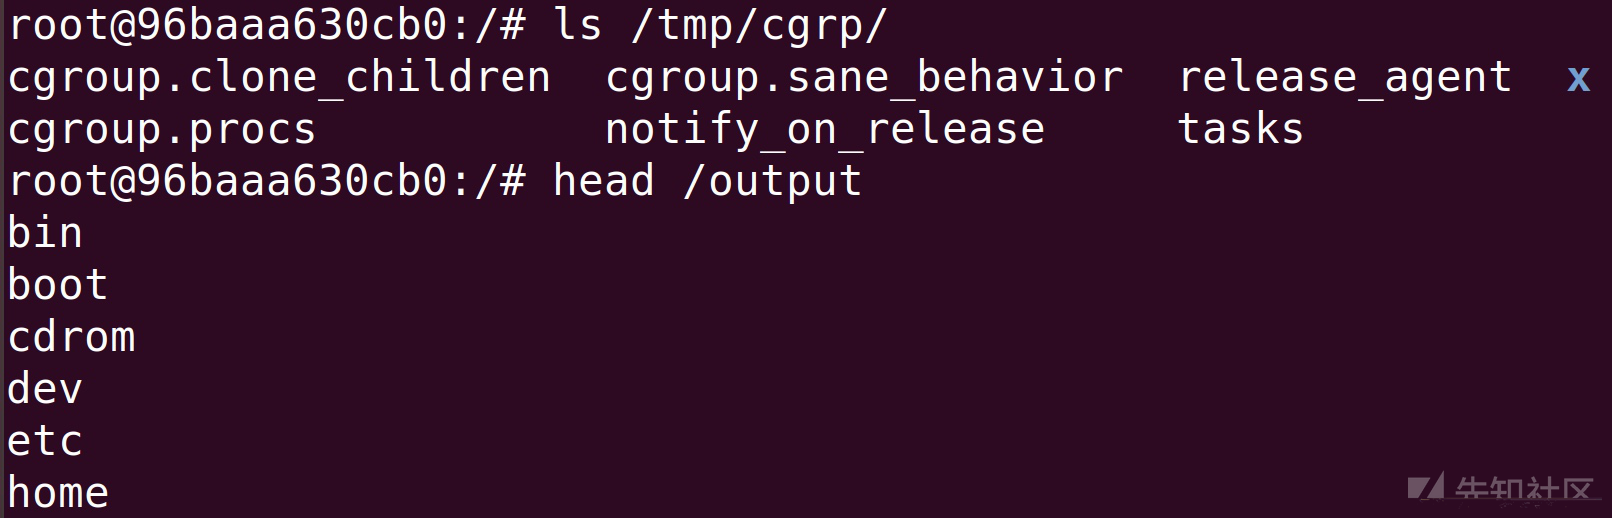 root@96baaa630cb0:/# ls /tmp/cgrp/
cgroup.clone_children  cgroup.sane_behavior  release_agent  x
cgroup.procs           notify_on_release     tasks
root@96baaa630cb0:/# head /output
bin
boot
cdrom
dev
etc
home
先知社区